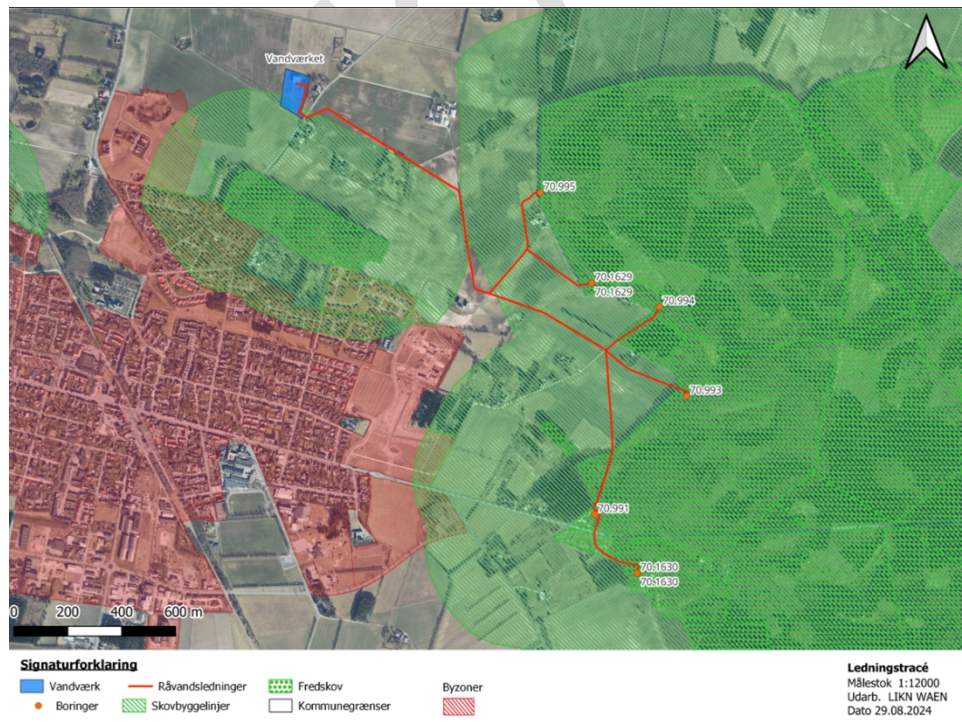 Vandværket
70.995
70.1629
70.1629
70.994
70.993
70.991
70.1630
70.1630
0 200 400 600 m
Signaturforklaring
Vandværk
Råvandsledninger
Fredskov
Byzoner
Boringer
Skovbyggelinjer
Kommunegrænser
Ledningstracé
Målestok 1:12000
Udarb. LIKN WAEN
Dato 29.08.2024